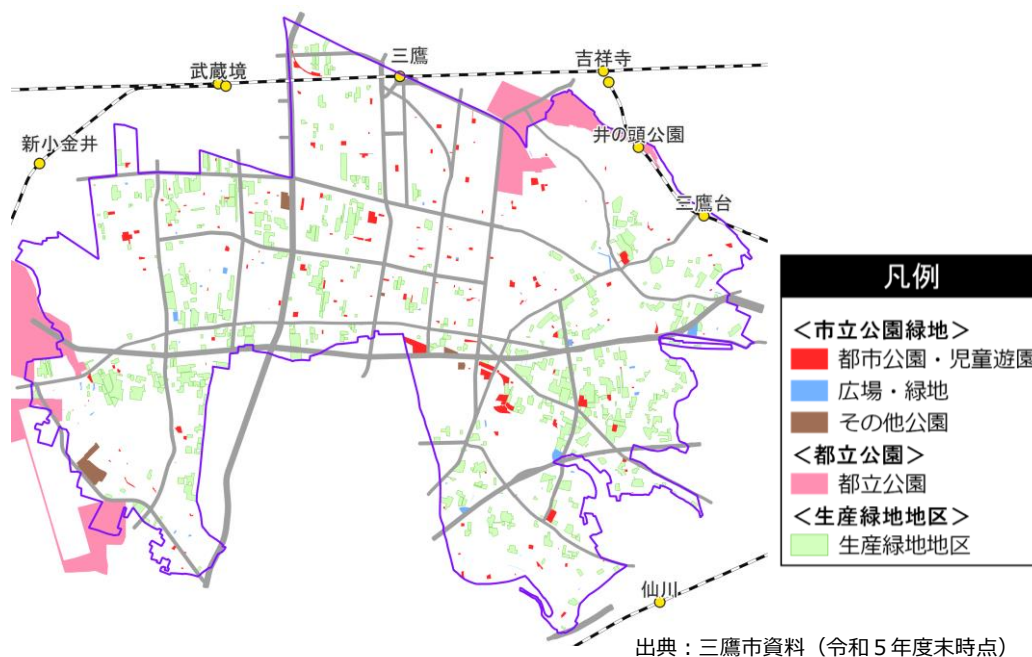 三鷹
吉祥寺
武蔵境
井の頭公園
新小金井
三鷹台
仙川
凡例
＜市立公園緑地＞
都市公園・児童遊園
広場・緑地
その他公園
＜都立公園＞
都立公園
＜生産緑地地区＞
生産緑地地区
出典：三鷹市資料（令和５年度末時点）